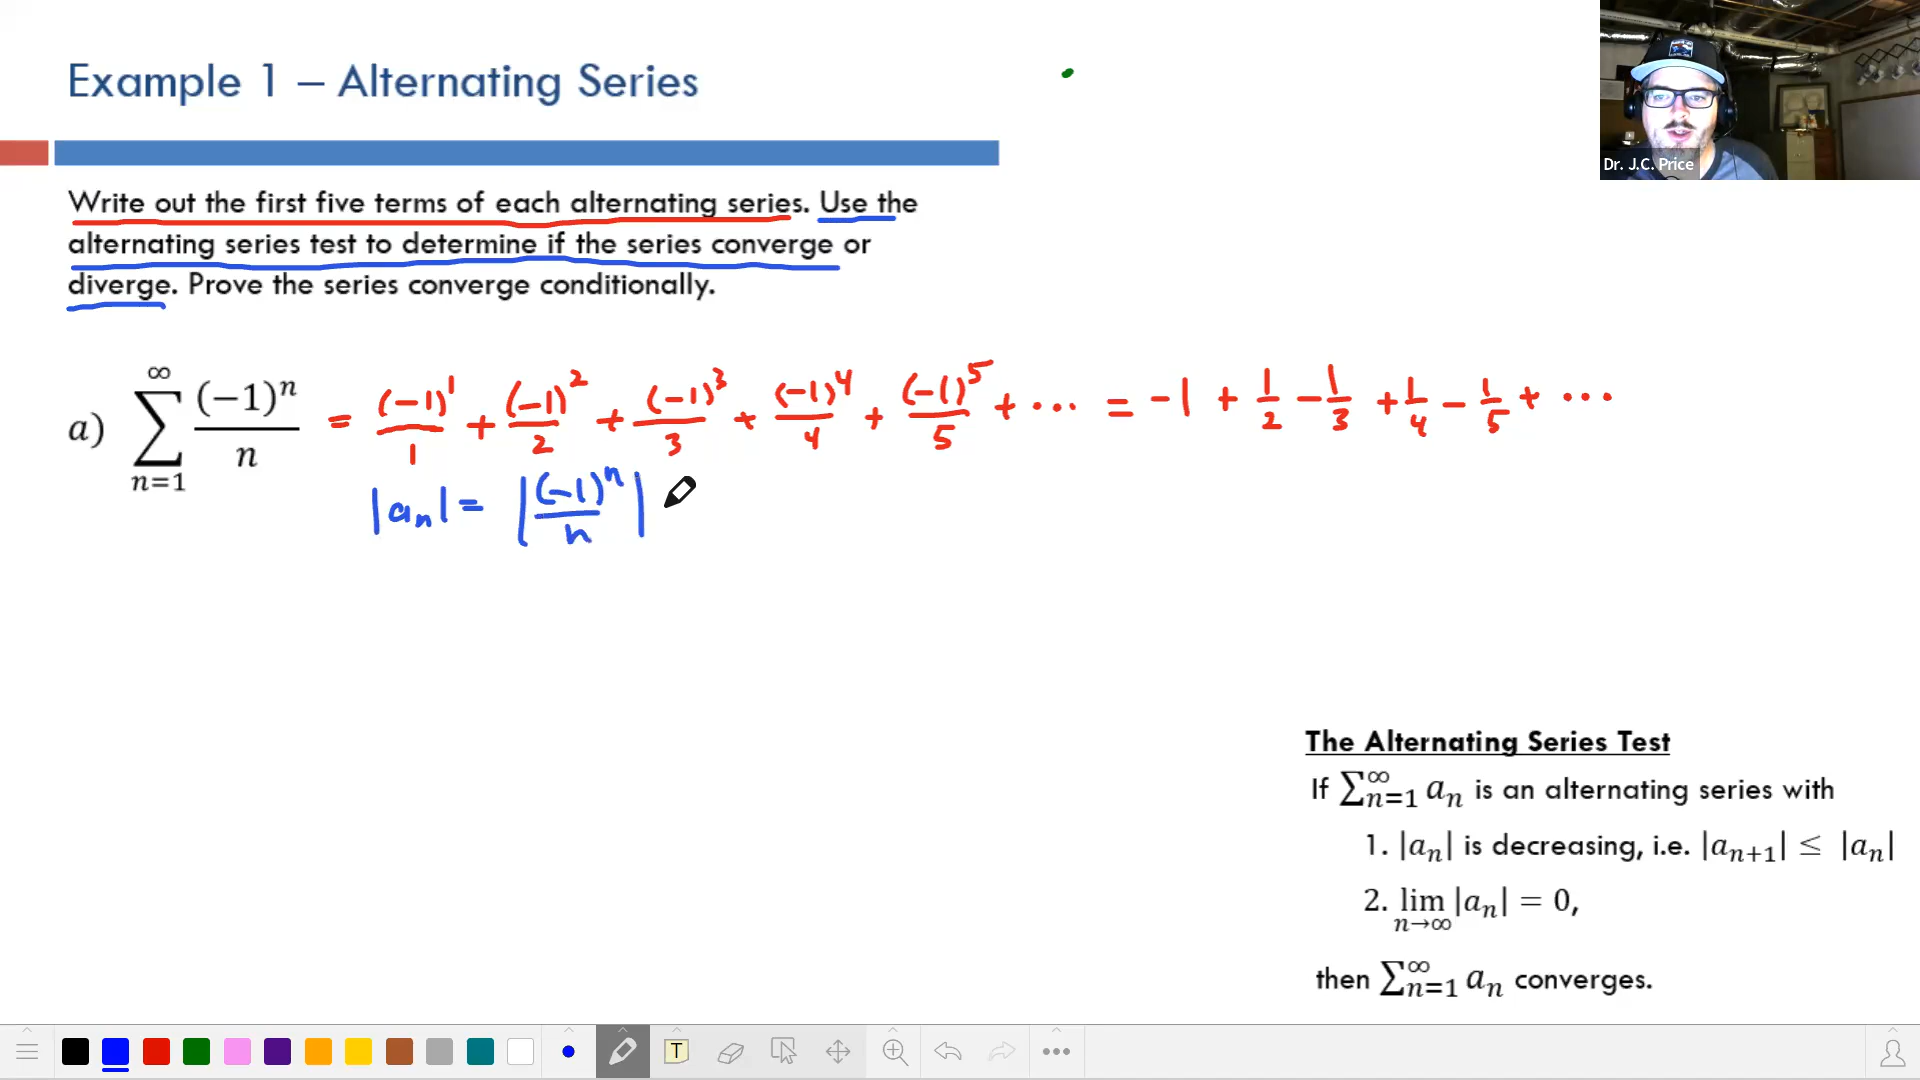 Example 1 – Alternating Series
Dr. J.C. Price
Write out the first five terms of each alternating series. Use the
alternating series test to determine if the series converge or
diverge. Prove the series converge conditionally.
a) ∑_{n=1}^{∞} (−1)^n / n = (-1)^1/1 + (-1)^2/2 + (-1)^3/3 + (-1)^4/4 + (-1)^5/5 + ··· = -1 + 1/2 - 1/3 + 1/4 - 1/5 + ···
|a_n| = |(-1)^n / n|
The Alternating Series Test
If ∑_{n=1}^{∞} a_n is an alternating series with
1. |a_n| is decreasing, i.e. |a_{n+1}| ≤ |a_n|
2. lim_{n→∞} |a_n| = 0,
then ∑_{n=1}^{∞} a_n converges.
T